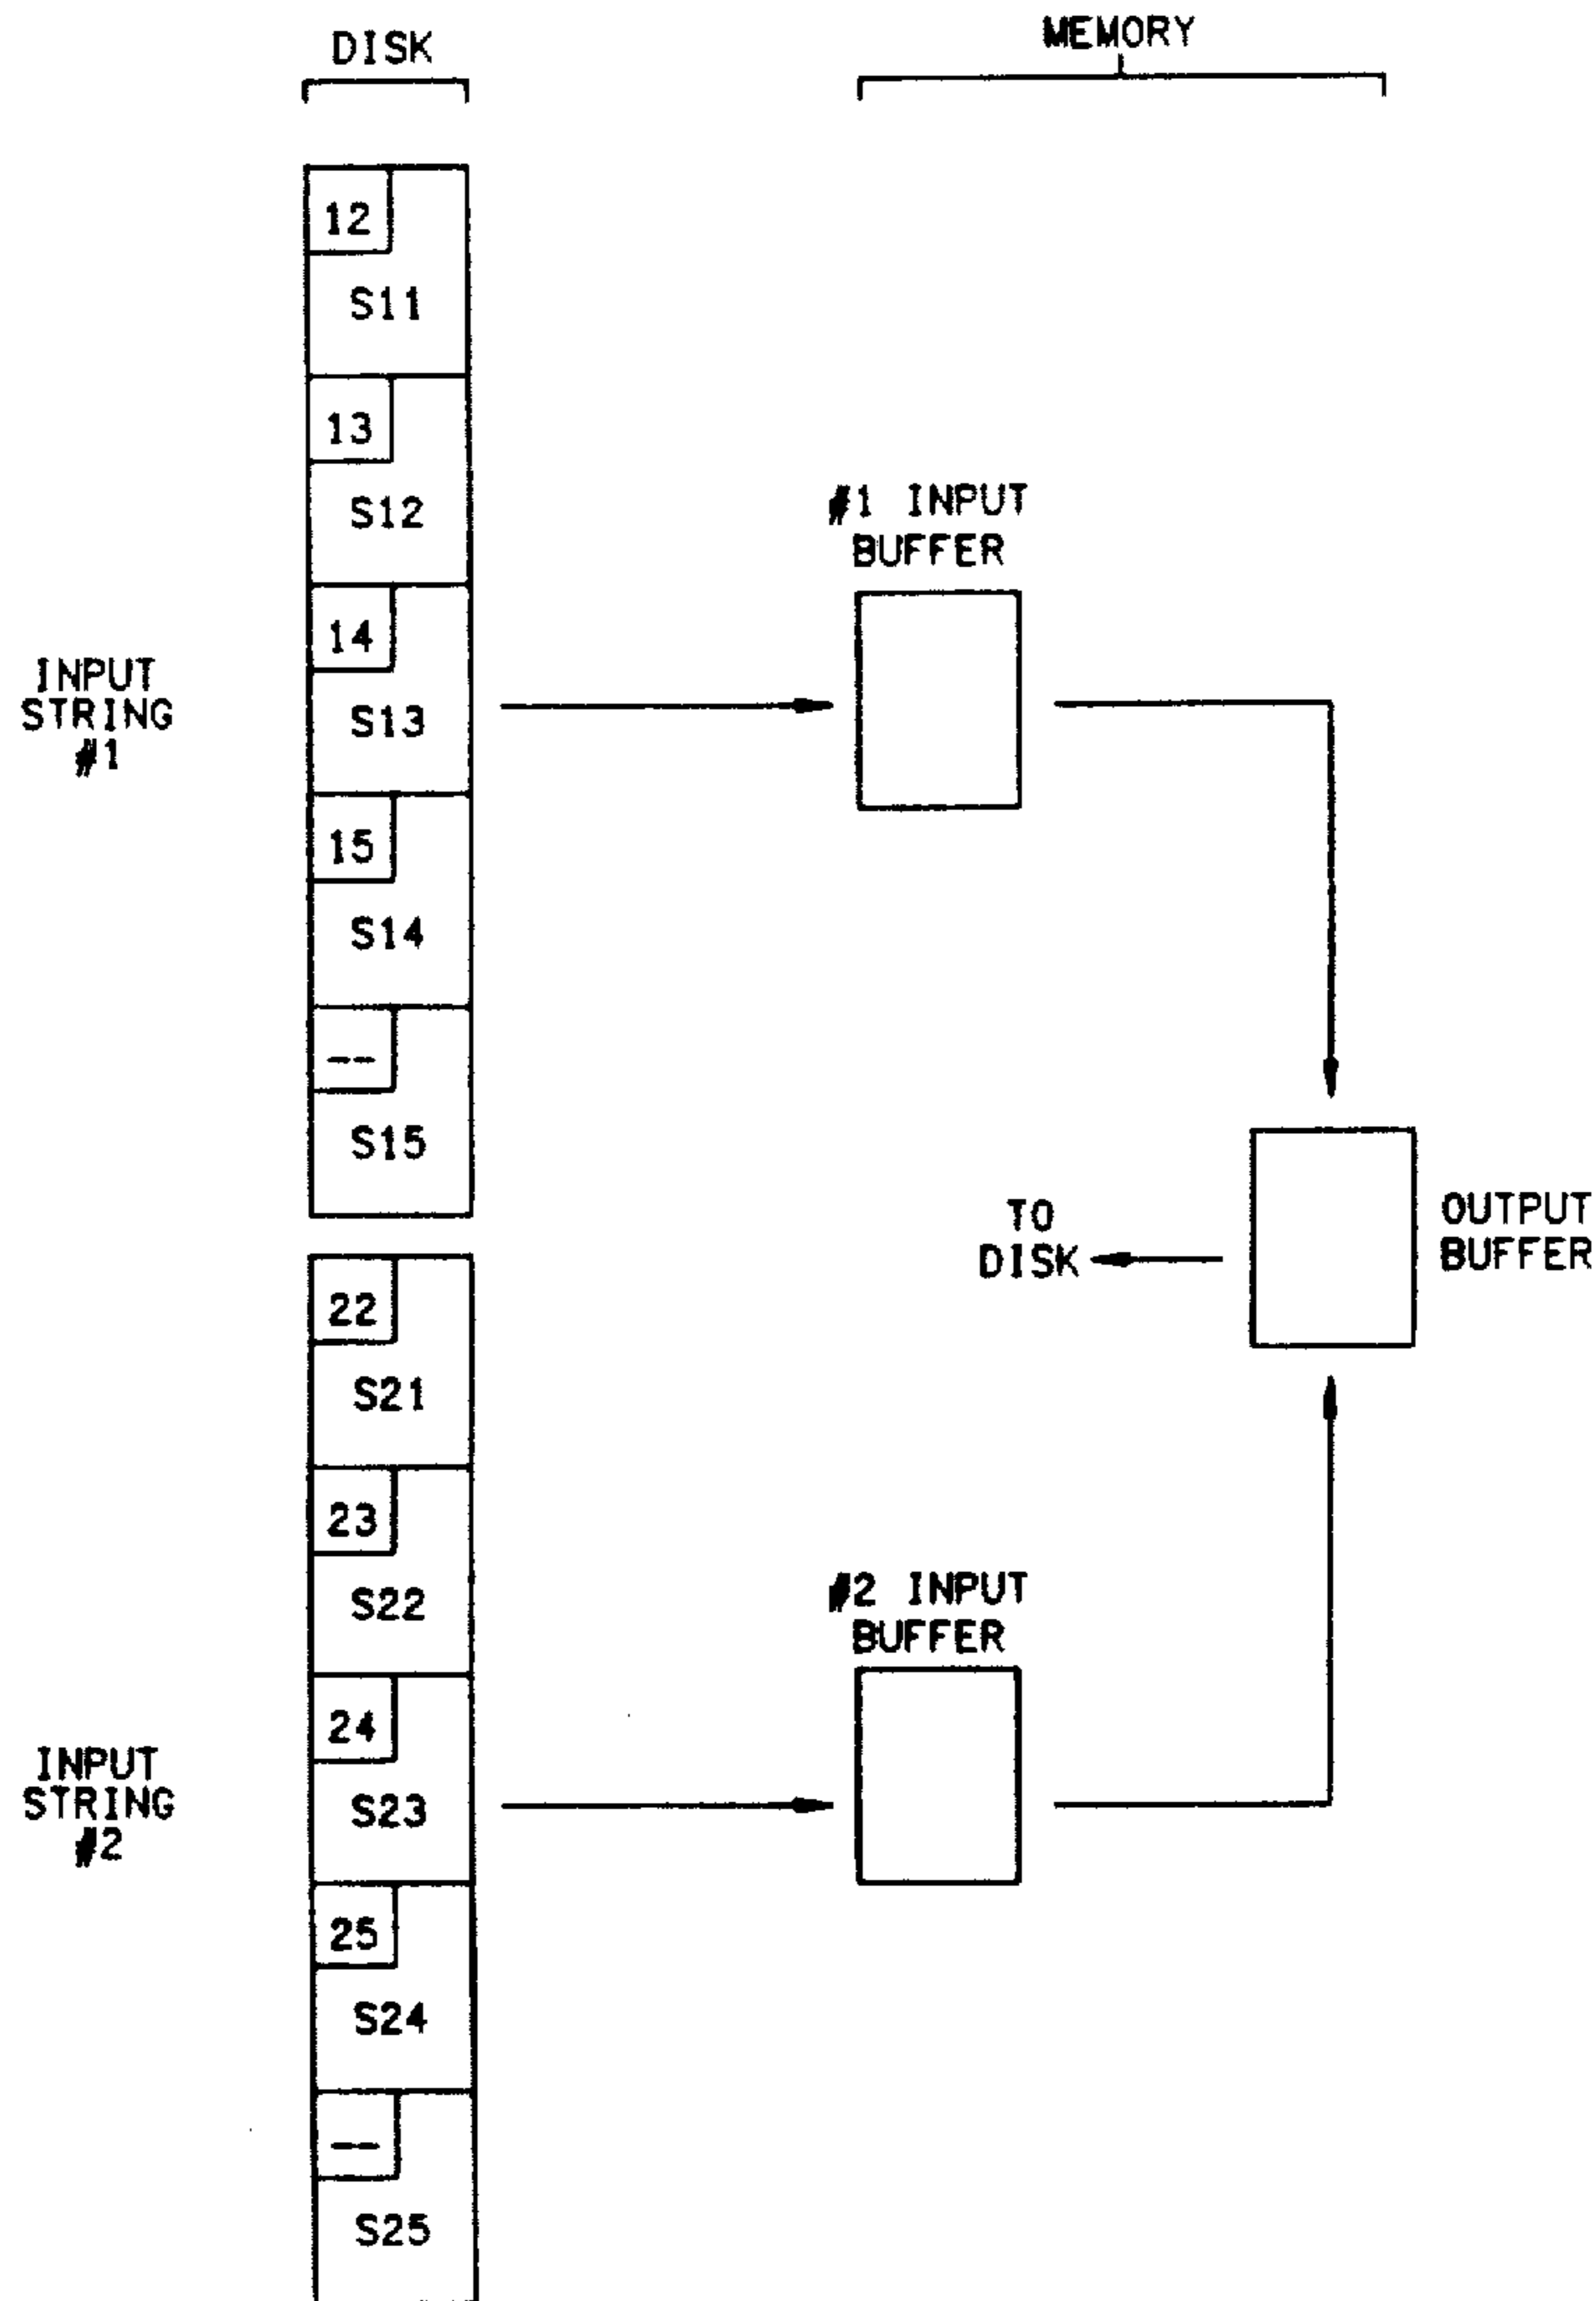 DISK
MEMORY
12
S11
13
S12
14
S13
15
S14
--
S15
INPUT
STRING
#1
#1 INPUT
BUFFER
TO
DISK
OUTPUT
BUFFER
22
S21
23
S22
24
S23
25
S24
--
S25
INPUT
STRING
#2
#2 INPUT
BUFFER